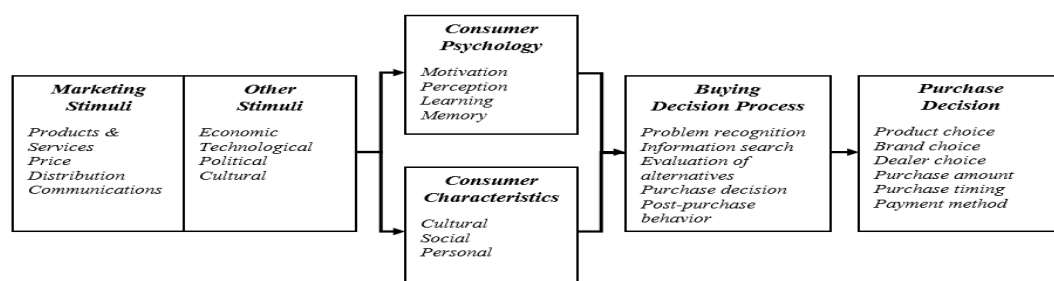 Marketing
Stimuli
Products &
Services
Price
Distribution
Communications
Other
Stimuli
Economic
Technological
Political
Cultural
Consumer
Psychology
Motivation
Perception
Learning
Memory
Consumer
Characteristics
Cultural
Social
Personal
Buying
Decision Process
Problem recognition
Information search
Evaluation of
alternatives
Purchase decision
Post-purchase
behavior
Purchase
Decision
Product choice
Brand choice
Dealer choice
Purchase amount
Purchase timing
Payment method